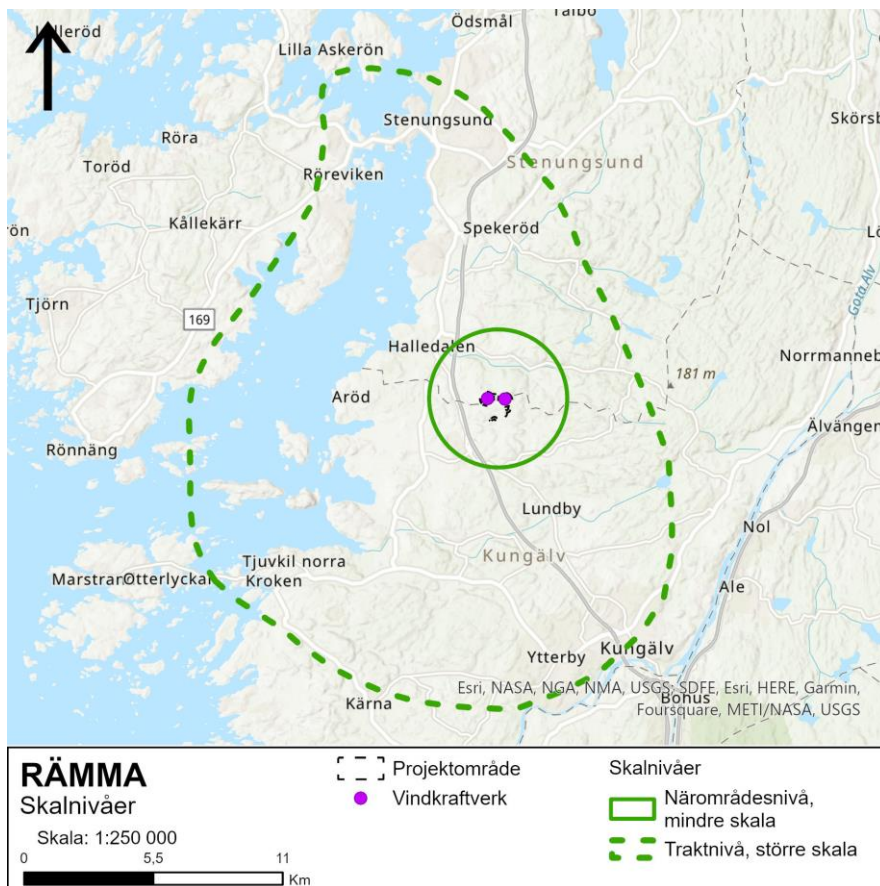 Ödsmål
Lilla Askerön
Stenungsund
Röra
Skörsb
Stenungsund
Toröd
Röreviken
Kållekärr
Spekeröd
Göta Älv
Tjörn
169
Halledalen
181 m
Norrmanneb
Aröd
Älvängen
Rönnäng
Lundby
Nol
Kungälv
Tjuvkil norra
Marstran
Otterlyckan
Kroken
Ale
Ytterby
Kungälv
Kärna
Bohus
Esri, NASA, NGA, NMA, USGS, SDFE, Esri, HERE, Garmin,
Foursquare, METI/NASA, USGS
RÄMMA
Skalnivåer
Skala: 1:250 000
0 5,5 11
Km
Projektområde
Vindkraftverk
Skalnivåer
Närområdesnivå,
mindre skala
Traktnivå, större skala